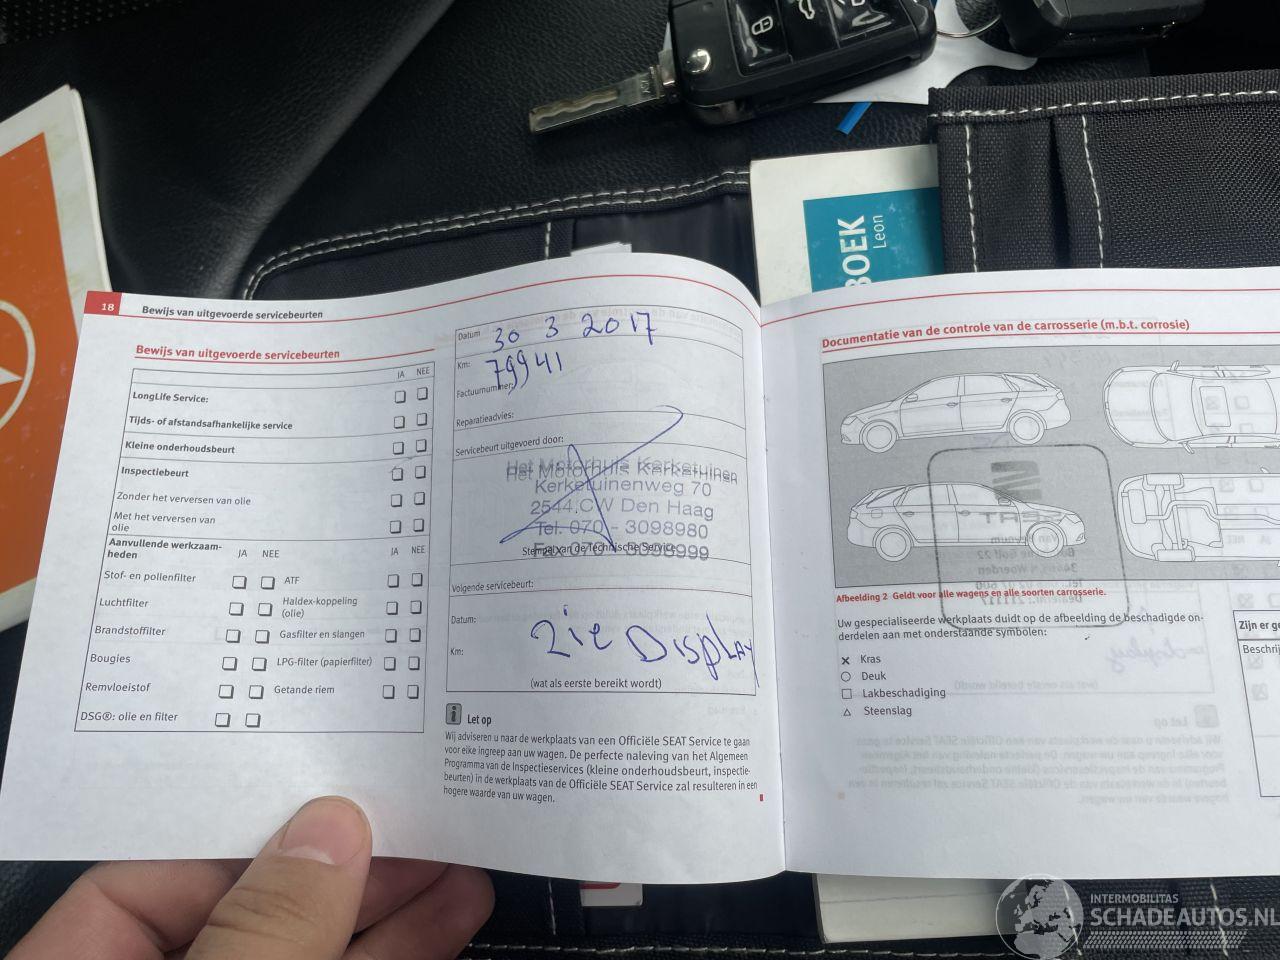 BOEK
Leon
18 Bewijs van uitgevoerde servicebeurten
Bewijs van uitgevoerde servicebeurten
JA NEE
LongLife Service:
Tijds- of afstandsafhankelijke service
Kleine onderhoudsbeurt
Inspectiebeurt
Zonder het verversen van olie
Met het verversen van
olie
Aanvullende werkzaam-
heden
JA NEE
JA NEE
Stof- en pollenfilter
ATF
Luchtfilter
Haldex-koppeling
(olie)
Brandstoffilter
Gasfilter en slangen
Bougies
LPG-filter (papierfilter)
Remvloeistof
Getande riem
DSG®: olie en filter
Datum 30 3 2017
Km: 79941
Factuurnummer:
Reparatieadvies:
Servicebeurt uitgevoerd door:
Het Motorhuis Kerketuinen
Kerketuinenweg 70
2544 CW Den Haag
Tel. 070 - 3098980
Stempel van de Technische Service
Volgende servicebeurt:
Datum:
Km:
Zie Display
(wat als eerste bereikt wordt)
Let op
Wij adviseren u naar de werkplaats van een Officiële SEAT Service te gaan
voor elke ingreep aan uw wagen. De perfecte naleving van het Algemeen
Programma van de Inspectieservices (kleine onderhoudsbeurt, inspectie-
beurten) in de werkplaats van de Officiële SEAT Service zal resulteren in een
hogere waarde van uw wagen.
Documentatie van de controle van de carrosserie (m.b.t. corrosie)
Afbeelding 2 Geldt voor alle wagens en alle soorten carrosserie.
Uw gespecialiseerde werkplaats duidt op de afbeelding de beschadigde on-
derdelen aan met onderstaande symbolen:
Kras
Deuk
Lakbeschadiging
Steenslag
Zijn er ge
Beschrij
INTERMOBILITAS
SCHADEAUTOS.NL